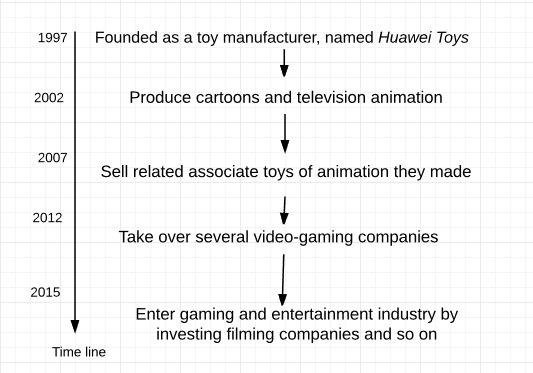 1997 Founded as a toy manufacturer, named Huawei Toys
2002 Produce cartoons and television animation
2007
Sell related associate toys of animation they made
2012
Take over several video-gaming companies
2015
Enter gaming and entertainment industry by
investing filming companies and so on
Time line